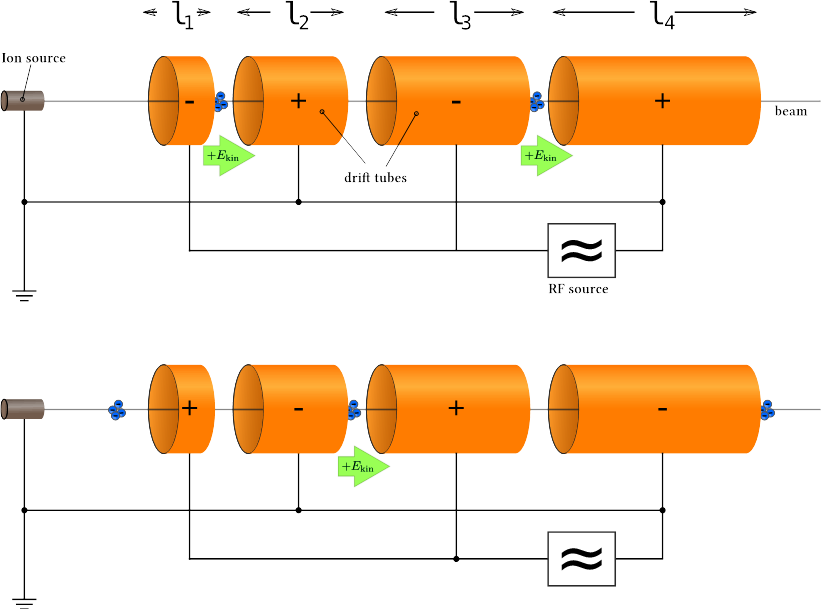 l1 l2 l3 l4
Ion source
- + - +
beam
+Ekin +Ekin
drift tubes
≈
RF source
+ - + -
+Ekin
≈